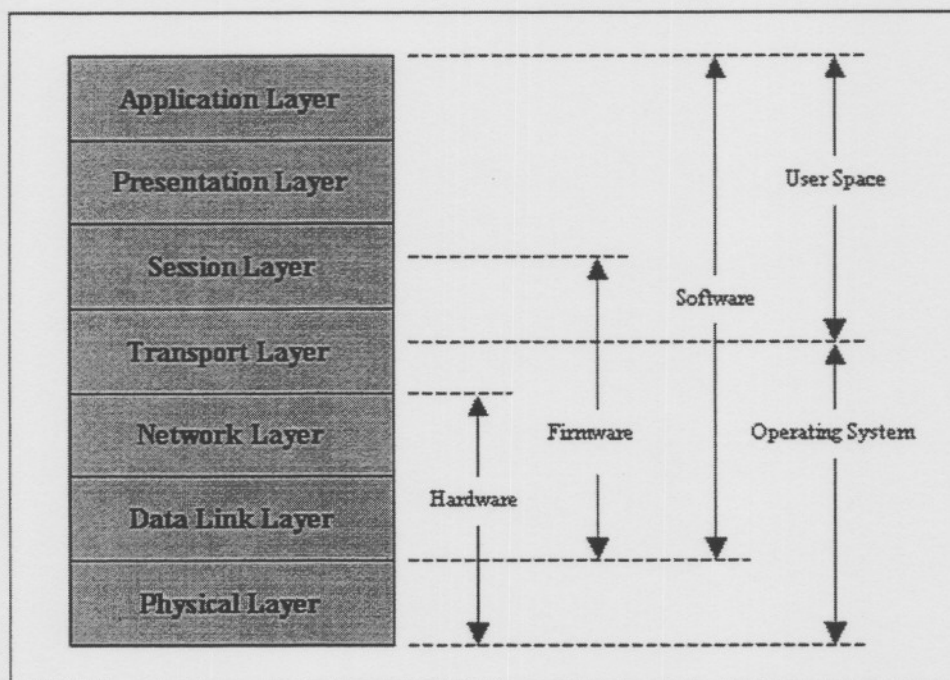 Application Layer
Presentation Layer
User Space
Session Layer
Software
Transport Layer
Network Layer
Firmware
Operating System
Hardware
Data Link Layer
Physical Layer